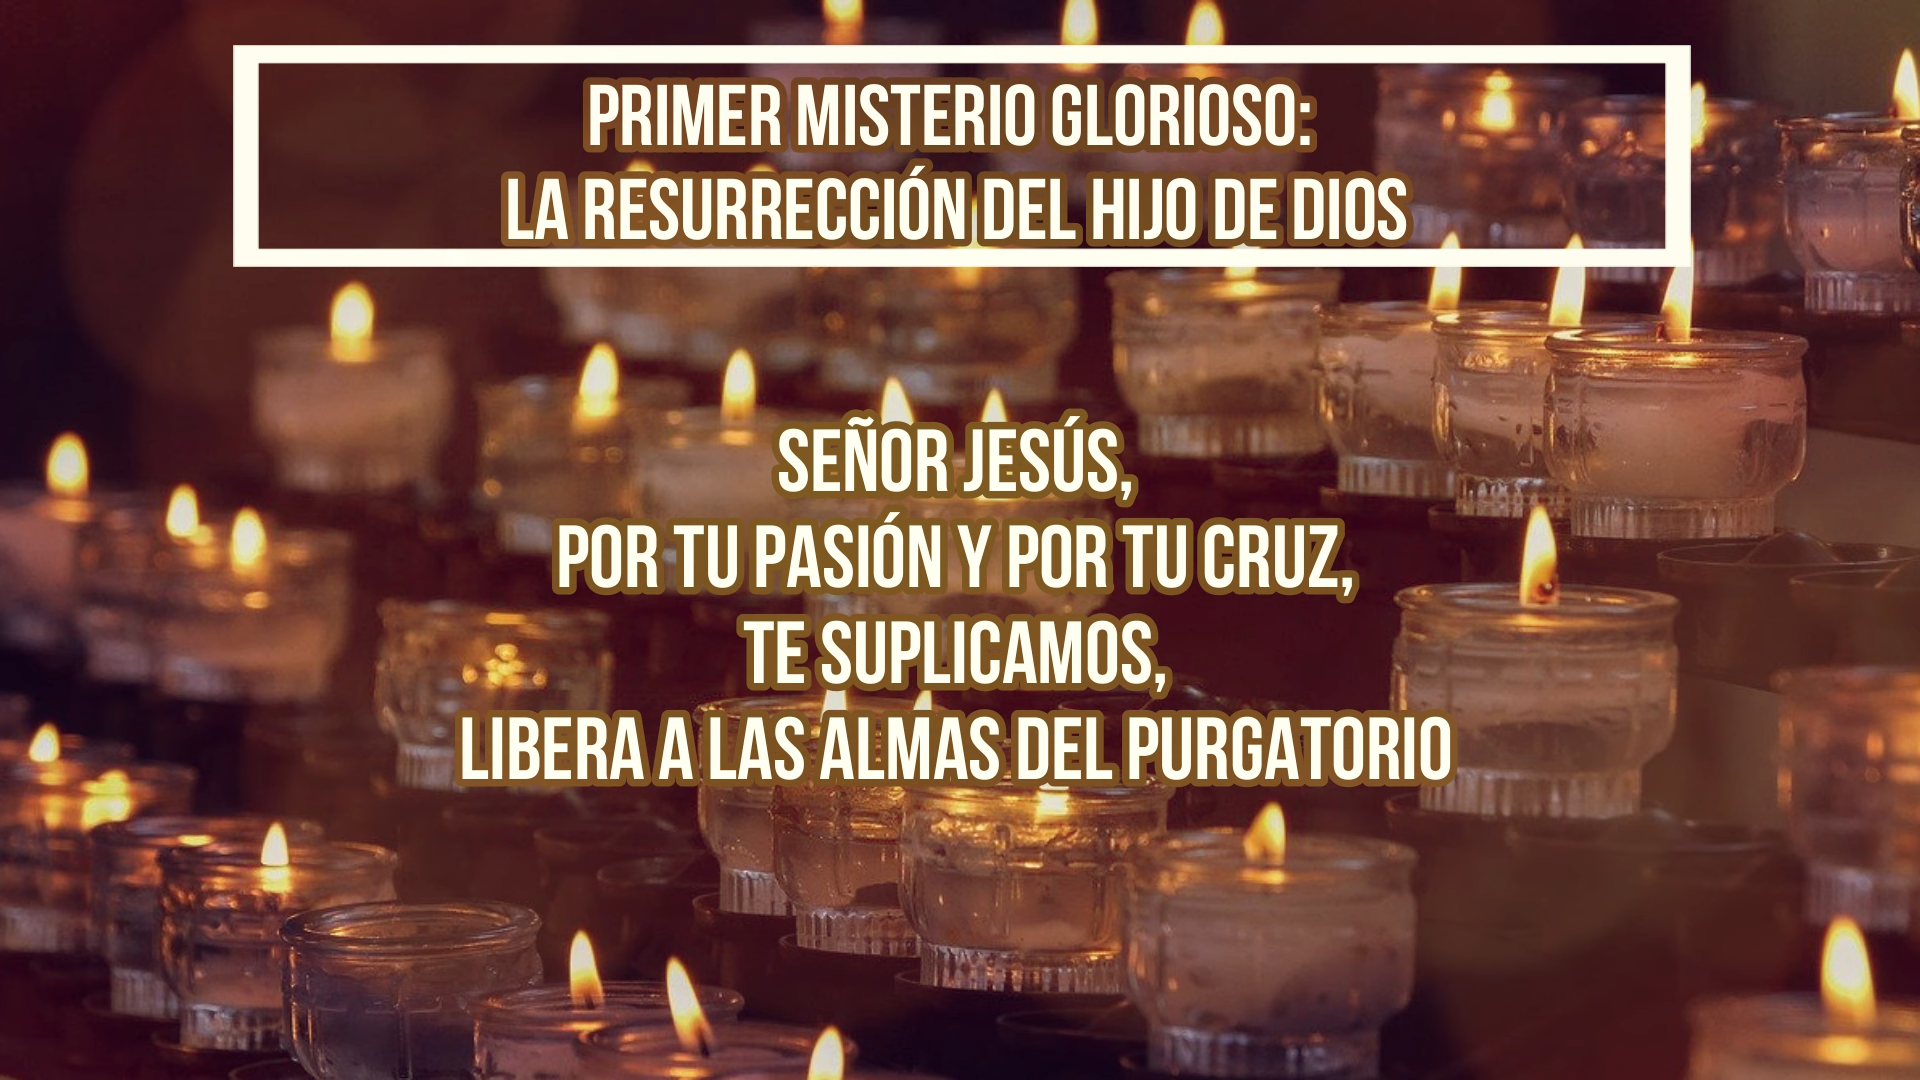 PRIMER MISTERIO GLORIOSO:
LA RESURRECCIÓN DEL HIJO DE DIOS
SEÑOR JESÚS,
POR TU PASIÓN Y POR TU CRUZ,
TE SUPLICAMOS,
LIBERA A LAS ALMAS DEL PURGATORIO